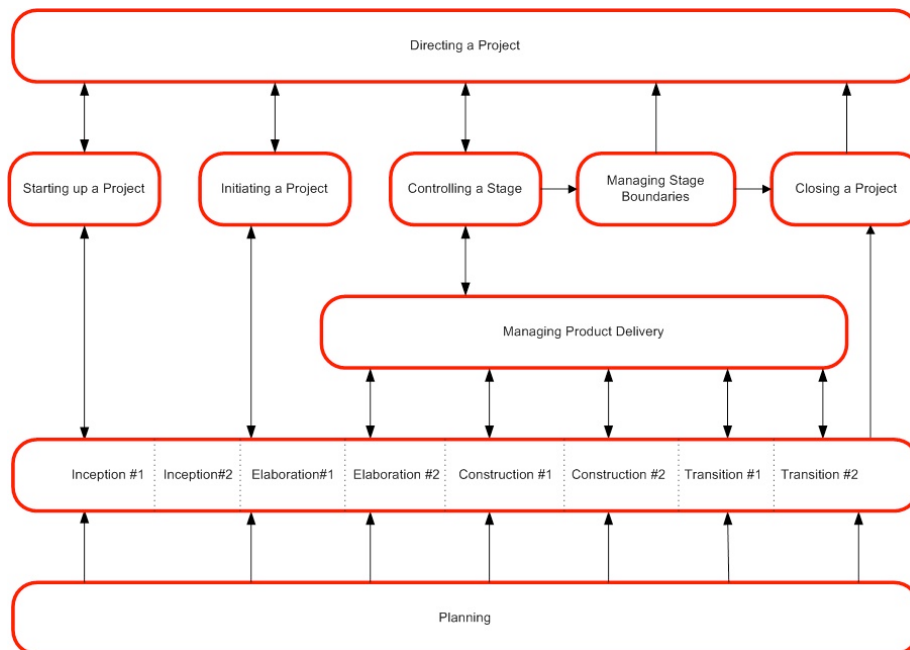 Directing a Project
Starting up a Project
Initiating a Project
Controlling a Stage
Managing Stage
Boundaries
Closing a Project
Managing Product Delivery
Inception #1
Inception#2
Elaboration#1
Elaboration #2
Construction #1
Construction #2
Transition #1
Transition #2
Planning